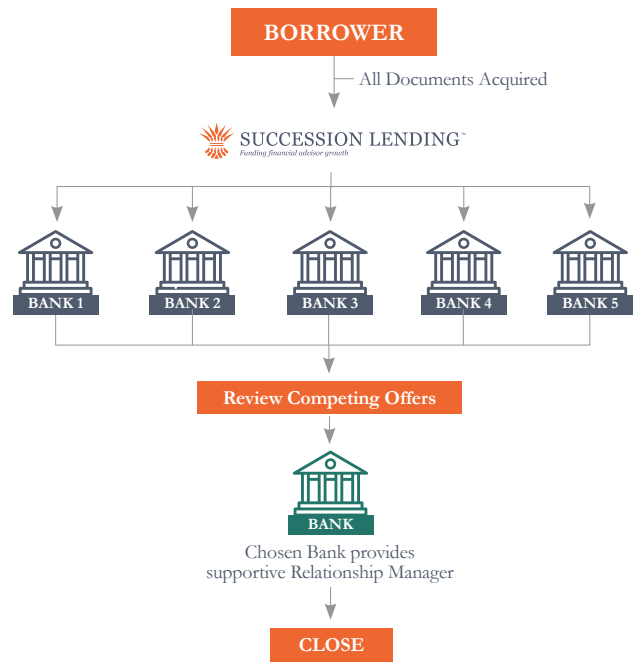 BORROWER
All Documents Acquired
SUCCESSION LENDING™
Funding financial advisor growth
BANK 1
BANK 2
BANK 3
BANK 4
BANK 5
Review Competing Offers
BANK
Chosen Bank provides
supportive Relationship Manager
CLOSE